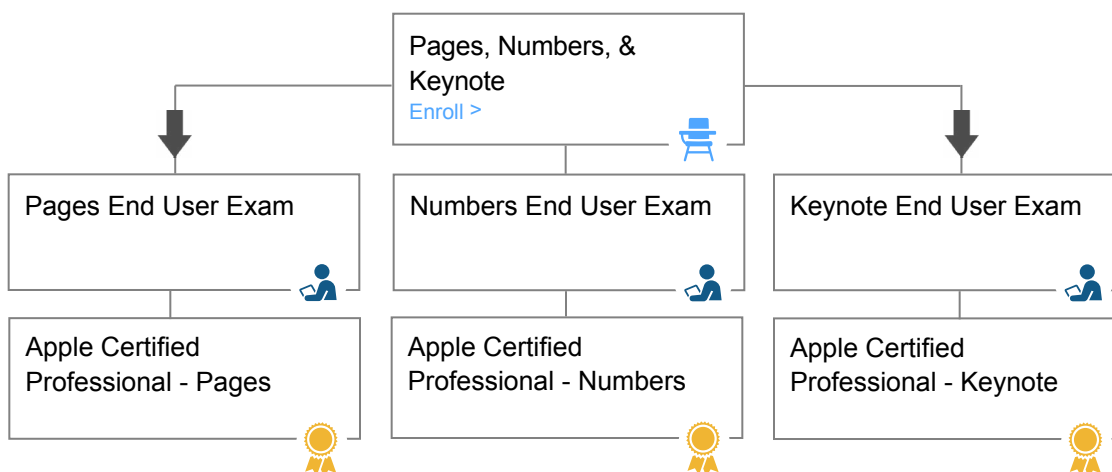 Pages, Numbers, &
Keynote
Enroll >
Pages End User Exam
Numbers End User Exam
Keynote End User Exam
Apple Certified
Professional - Pages
Apple Certified
Professional - Numbers
Apple Certified
Professional - Keynote